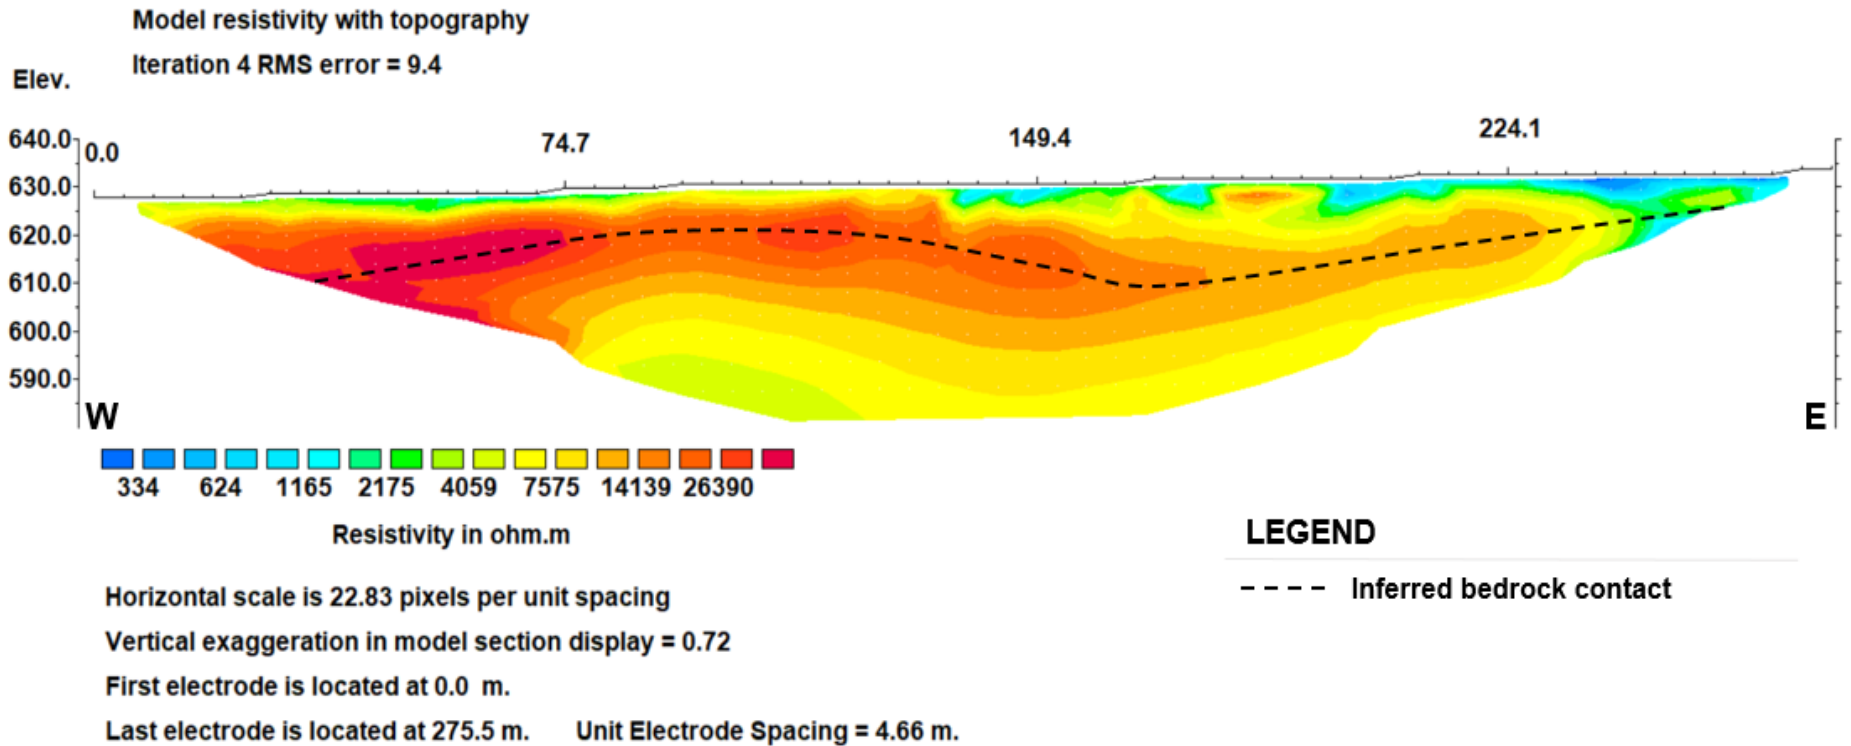 Model resistivity with topography
Iteration 4 RMS error = 9.4
Elev.
640.0
0.0
74.7
149.4
224.1
630.0
620.0
610.0
600.0
590.0
W
E
334 624 1165 2175 4059 7575 14139 26390
Resistivity in ohm.m
LEGEND
Inferred bedrock contact
Horizontal scale is 22.83 pixels per unit spacing
Vertical exaggeration in model section display = 0.72
First electrode is located at 0.0 m.
Last electrode is located at 275.5 m. Unit Electrode Spacing = 4.66 m.